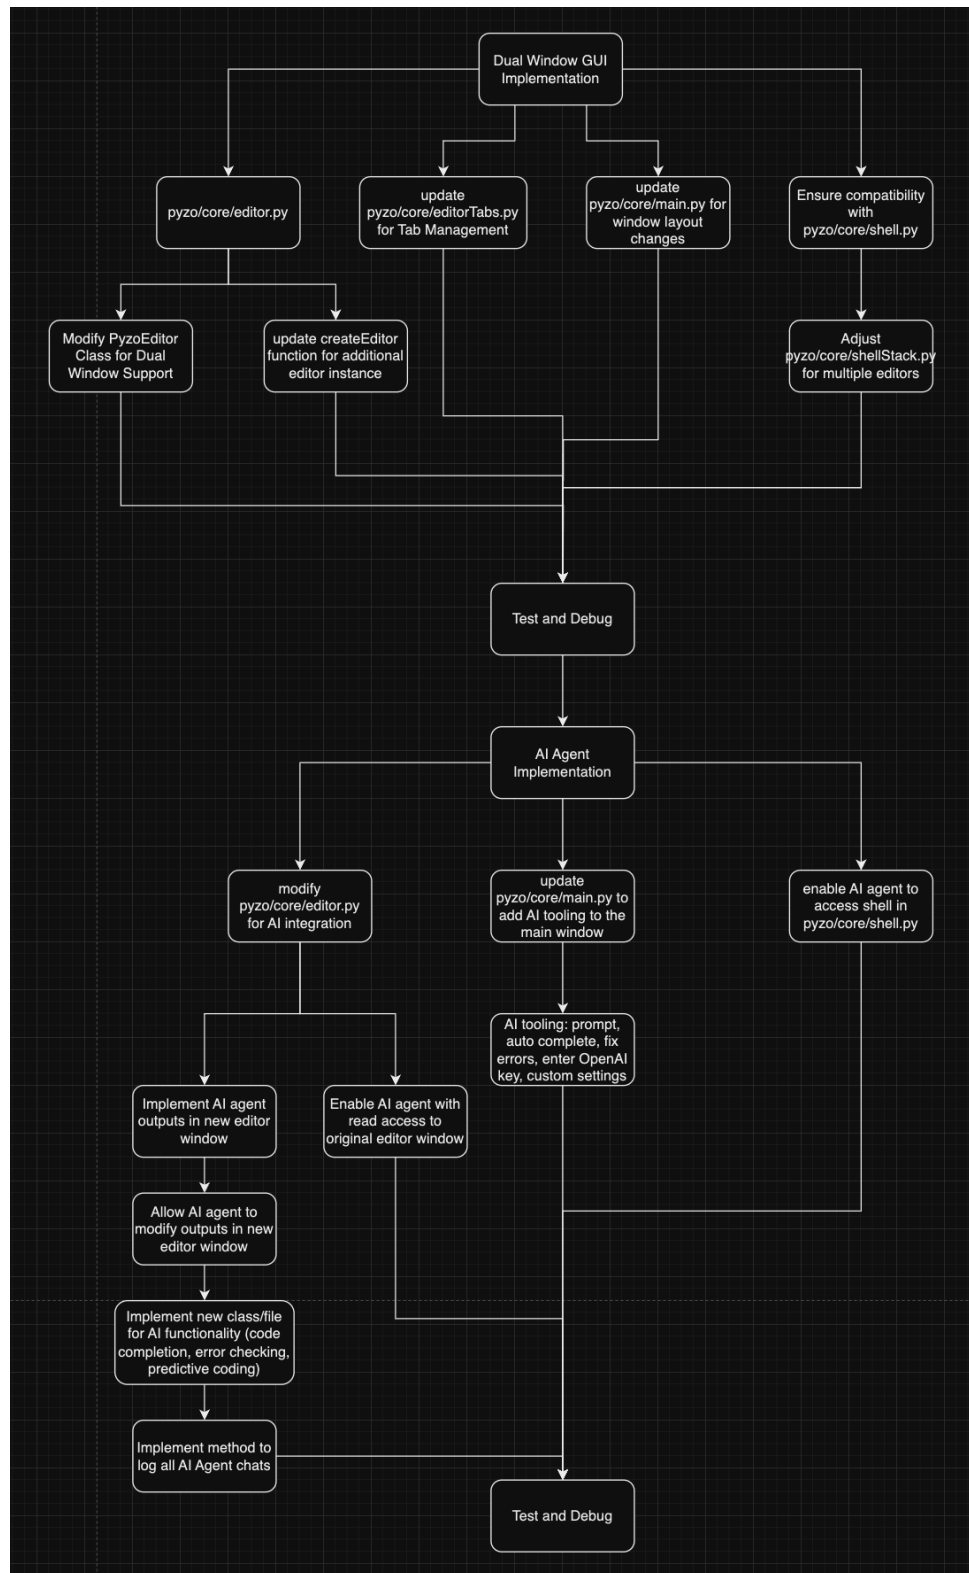 Dual Window GUI
Implementation
pyzo/core/editor.py
update
pyzo/core/editorTabs.py
for Tab Management
update
pyzo/core/main.py for
window layout
changes
Ensure compatibility
with
pyzo/core/shell.py
Modify PyzoEditor
Class for Dual
Window Support
update createEditor
function for additional
editor instance
Adjust
pyzo/core/shellStack.py
for multiple editors
Test and Debug
AI Agent
Implementation
modify
pyzo/core/editor.py
for AI integration
update
pyzo/core/main.py to
add AI tooling to the
main window
enable AI agent to
access shell in
pyzo/core/shell.py
AI tooling: prompt,
auto complete, fix
errors, enter OpenAI
key, custom settings
Implement AI agent
outputs in new editor
window
Enable AI agent with
read access to
original editor window
Allow AI agent to
modify outputs in new
editor window
Implement new class/file
for AI functionality (code
completion, error checking,
predictive coding)
Implement method to
log all AI Agent chats
Test and Debug